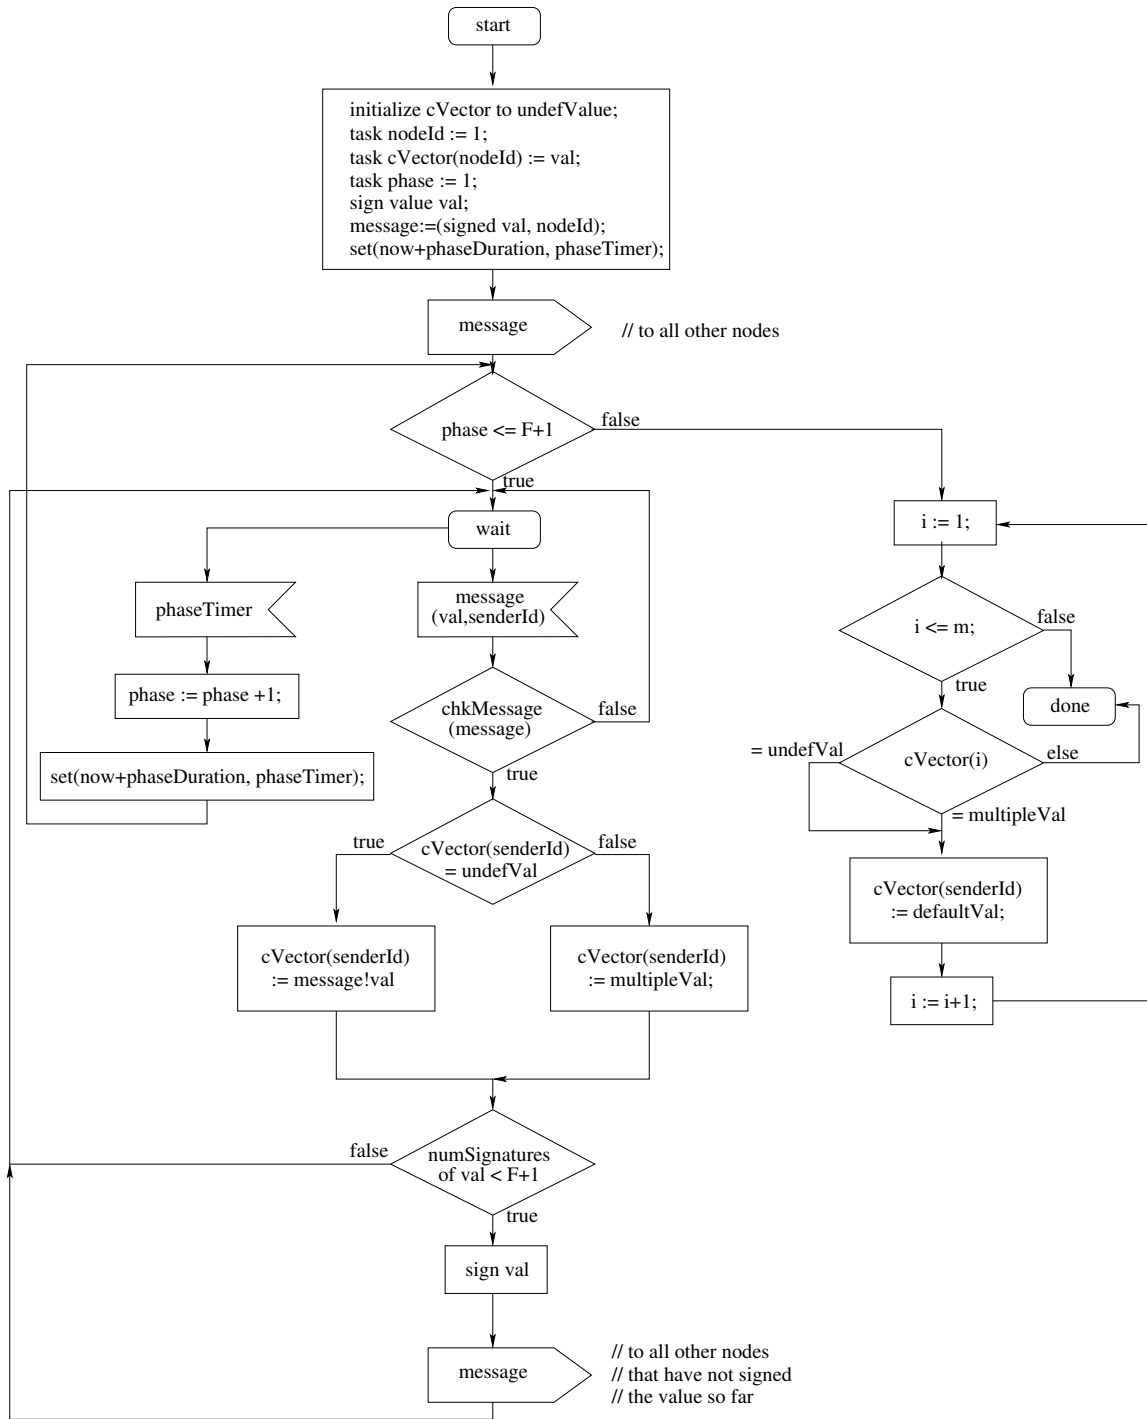 start
initialize cVector to undefValue;
task nodeId := 1;
task cVector(nodeId) := val;
task phase := 1;
sign value val;
message:=(signed val, nodeId);
set(now+phaseDuration, phaseTimer);
message
// to all other nodes
phase <= F+1
false
true
wait
i := 1;
phaseTimer
message
(val,senderId)
i <= m;
false
true
phase := phase +1;
chkMessage
(message)
false
true
done
set(now+phaseDuration, phaseTimer);
= undefVal
cVector(i)
else
= multipleVal
true
cVector(senderId)
= undefVal
false
cVector(senderId)
:= defaultVal;
cVector(senderId)
:= message!val
cVector(senderId)
:= multipleVal;
i := i+1;
false
numSignatures
of val < F+1
true
sign val
message
// to all other nodes
// that have not signed
// the value so far